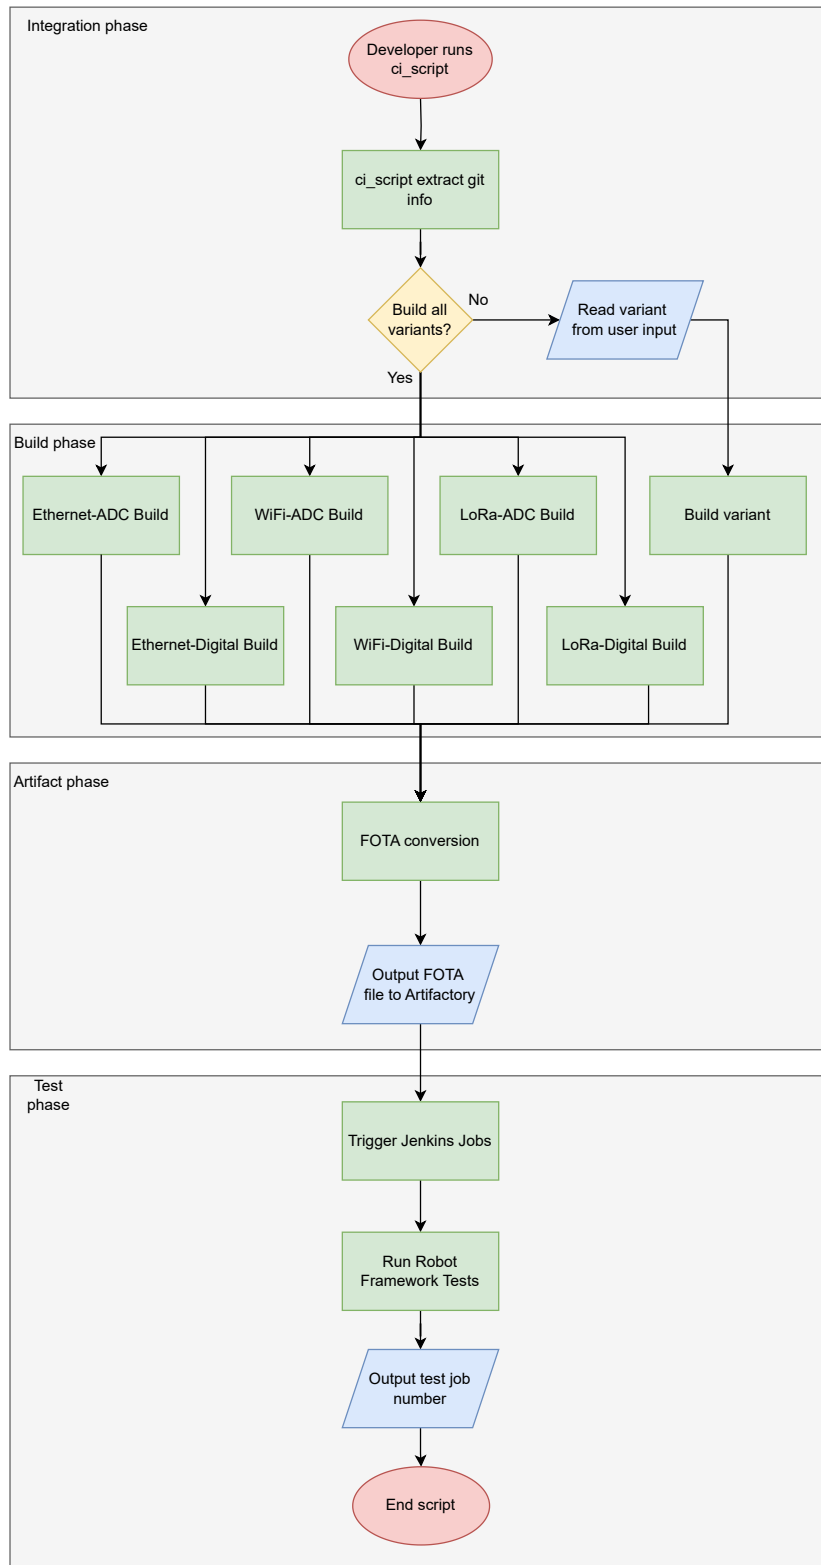 Integration phase
Developer runs
ci_script
ci_script extract git
info
Build all
variants?
No
Read variant
from user input
Yes
Build phase
Ethernet-ADC Build
WiFi-ADC Build
LoRa-ADC Build
Build variant
Ethernet-Digital Build
WiFi-Digital Build
LoRa-Digital Build
Artifact phase
FOTA conversion
Output FOTA
file to Artifactory
Test
phase
Trigger Jenkins Jobs
Run Robot
Framework Tests
Output test job
number
End script